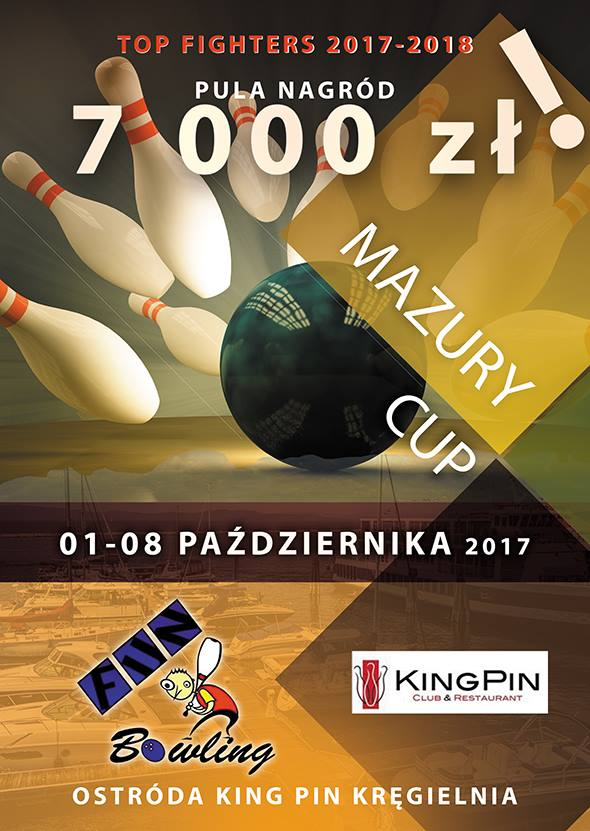 TOP FIGHTERS 2017-2018
PULA NAGRÓD
7 000 zł!
MAZURY
CUP
01-08 PAŹDZIERNIKA 2017
FUN
Bowling
KINGPIN
CLUB & RESTAURANT
OSTRÓDA KING PIN KRĘGIELNIA